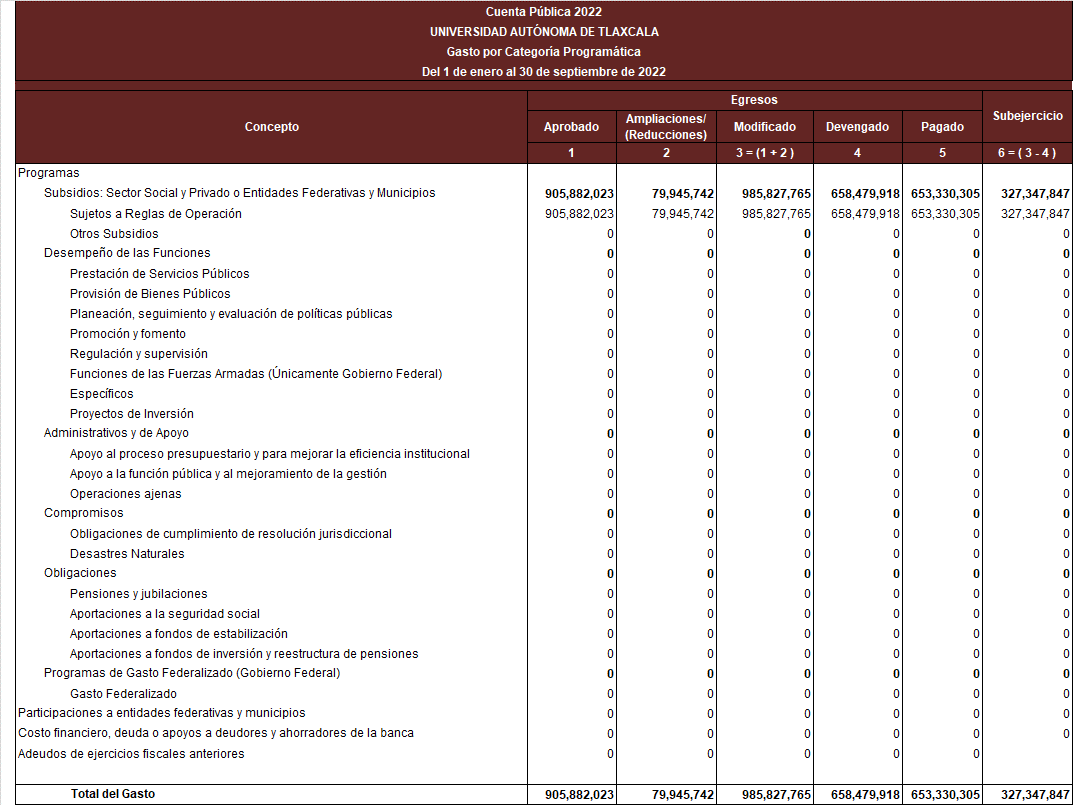 Cuenta Pública 2022
UNIVERSIDAD AUTÓNOMA DE TLAXCALA
Gasto por Categoría Programática
Del 1 de enero al 30 de septiembre de 2022
Concepto Egresos Subejercicio
Aprobado Ampliaciones/ (Reducciones) Modificado Devengado Pagado
1 2 3 = (1 + 2 ) 4 5 6 = ( 3 - 4 )
Programas
Subsidios: Sector Social y Privado o Entidades Federativas y Municipios 905,882,023 79,945,742 985,827,765 658,479,918 653,330,305 327,347,847
Sujetos a Reglas de Operación 905,882,023 79,945,742 985,827,765 658,479,918 653,330,305 327,347,847
Otros Subsidios 0 0 0 0 0 0
Desempeño de las Funciones 0 0 0 0 0 0
Prestación de Servicios Públicos 0 0 0 0 0 0
Provisión de Bienes Públicos 0 0 0 0 0 0
Planeación, seguimiento y evaluación de políticas públicas 0 0 0 0 0 0
Promoción y fomento 0 0 0 0 0 0
Regulación y supervisión 0 0 0 0 0 0
Funciones de las Fuerzas Armadas (Únicamente Gobierno Federal) 0 0 0 0 0 0
Específicos 0 0 0 0 0 0
Proyectos de Inversión 0 0 0 0 0 0
Administrativos y de Apoyo 0 0 0 0 0 0
Apoyo al proceso presupuestario y para mejorar la eficiencia institucional 0 0 0 0 0 0
Apoyo a la función pública y al mejoramiento de la gestión 0 0 0 0 0 0
Operaciones ajenas 0 0 0 0 0 0
Compromisos 0 0 0 0 0 0
Obligaciones de cumplimiento de resolución jurisdiccional 0 0 0 0 0 0
Desastres Naturales 0 0 0 0 0 0
Obligaciones 0 0 0 0 0 0
Pensiones y jubilaciones 0 0 0 0 0 0
Aportaciones a la seguridad social 0 0 0 0 0 0
Aportaciones a fondos de estabilización 0 0 0 0 0 0
Aportaciones a fondos de inversión y reestructura de pensiones 0 0 0 0 0 0
Programas de Gasto Federalizado (Gobierno Federal) 0 0 0 0 0 0
Gasto Federalizado 0 0 0 0 0 0
Participaciones a entidades federativas y municipios 0 0 0 0 0 0
Costo financiero, deuda o apoyos a deudores y ahorradores de la banca 0 0 0 0 0 0
Adeudos de ejercicios fiscales anteriores 0 0 0 0 0
Total del Gasto 905,882,023 79,945,742 985,827,765 658,479,918 653,330,305 327,347,847